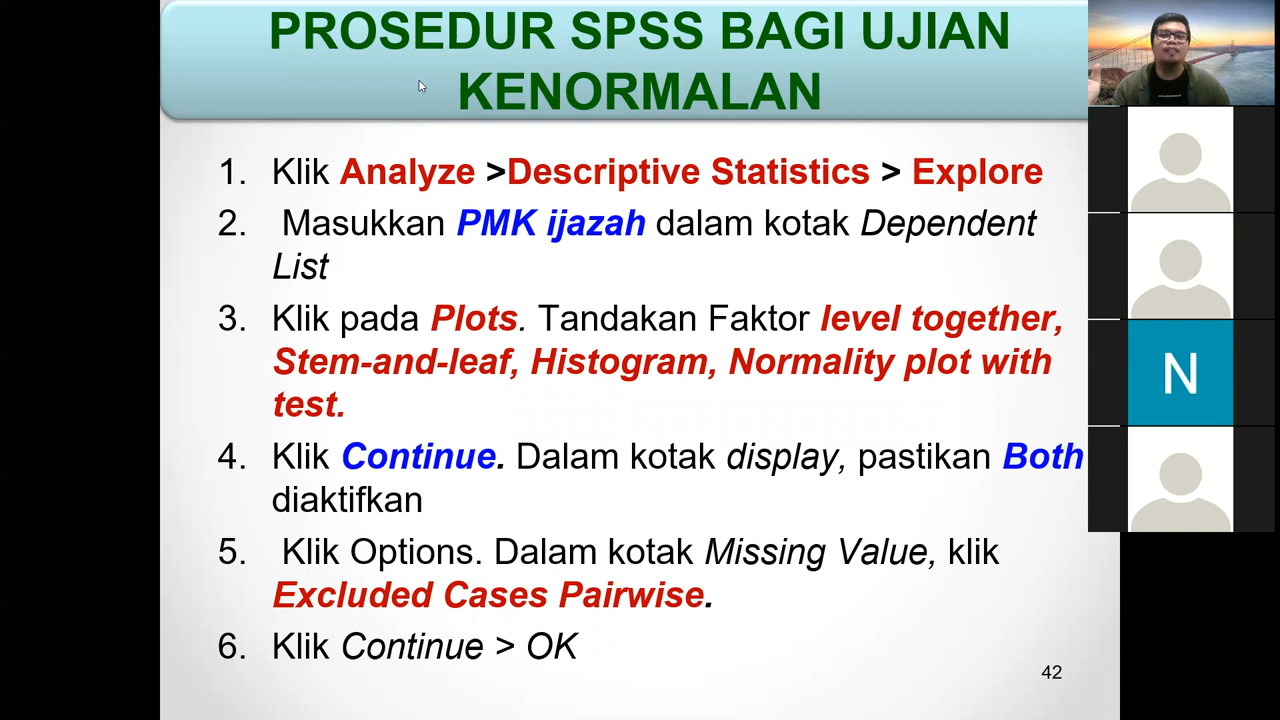 PROSEDUR SPSS BAGI UJIAN
KENORMALAN
1. Klik Analyze >Descriptive Statistics > Explore
2. Masukkan PMK ijazah dalam kotak Dependent
List
3. Klik pada Plots. Tandakan Faktor level together,
Stem-and-leaf, Histogram, Normality plot with
test.
4. Klik Continue. Dalam kotak display, pastikan Both
diaktifkan
5. Klik Options. Dalam kotak Missing Value, klik
Excluded Cases Pairwise.
6. Klik Continue > OK
42
N